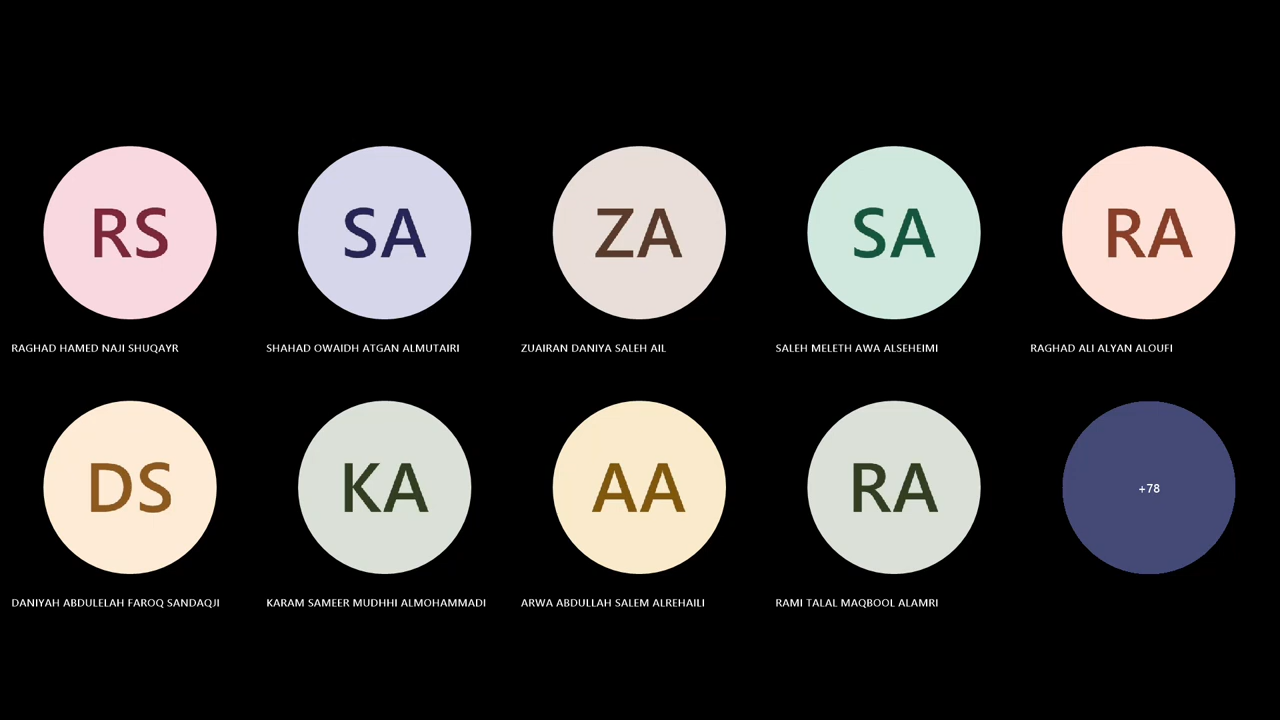 RS
SA
ZA
SA
RA
RAGHAD HAMED NAJI SHUQAYR
SHAHAD OWAIDH ATGAN ALMUTAIRI
ZUAIRAN DANIYA SALEH AIL
SALEH MELETH AWA ALSEHEIMI
RAGHAD ALI ALYAN ALOUFI
DS
KA
AA
RA
+78
DANIYAH ABDULELAH FAROQ SANDAQJI
KARAM SAMEER MUDHHI ALMOHAMMADI
ARWA ABDULLAH SALEM ALREHAILI
RAMI TALAL MAQBOOL ALAMRI